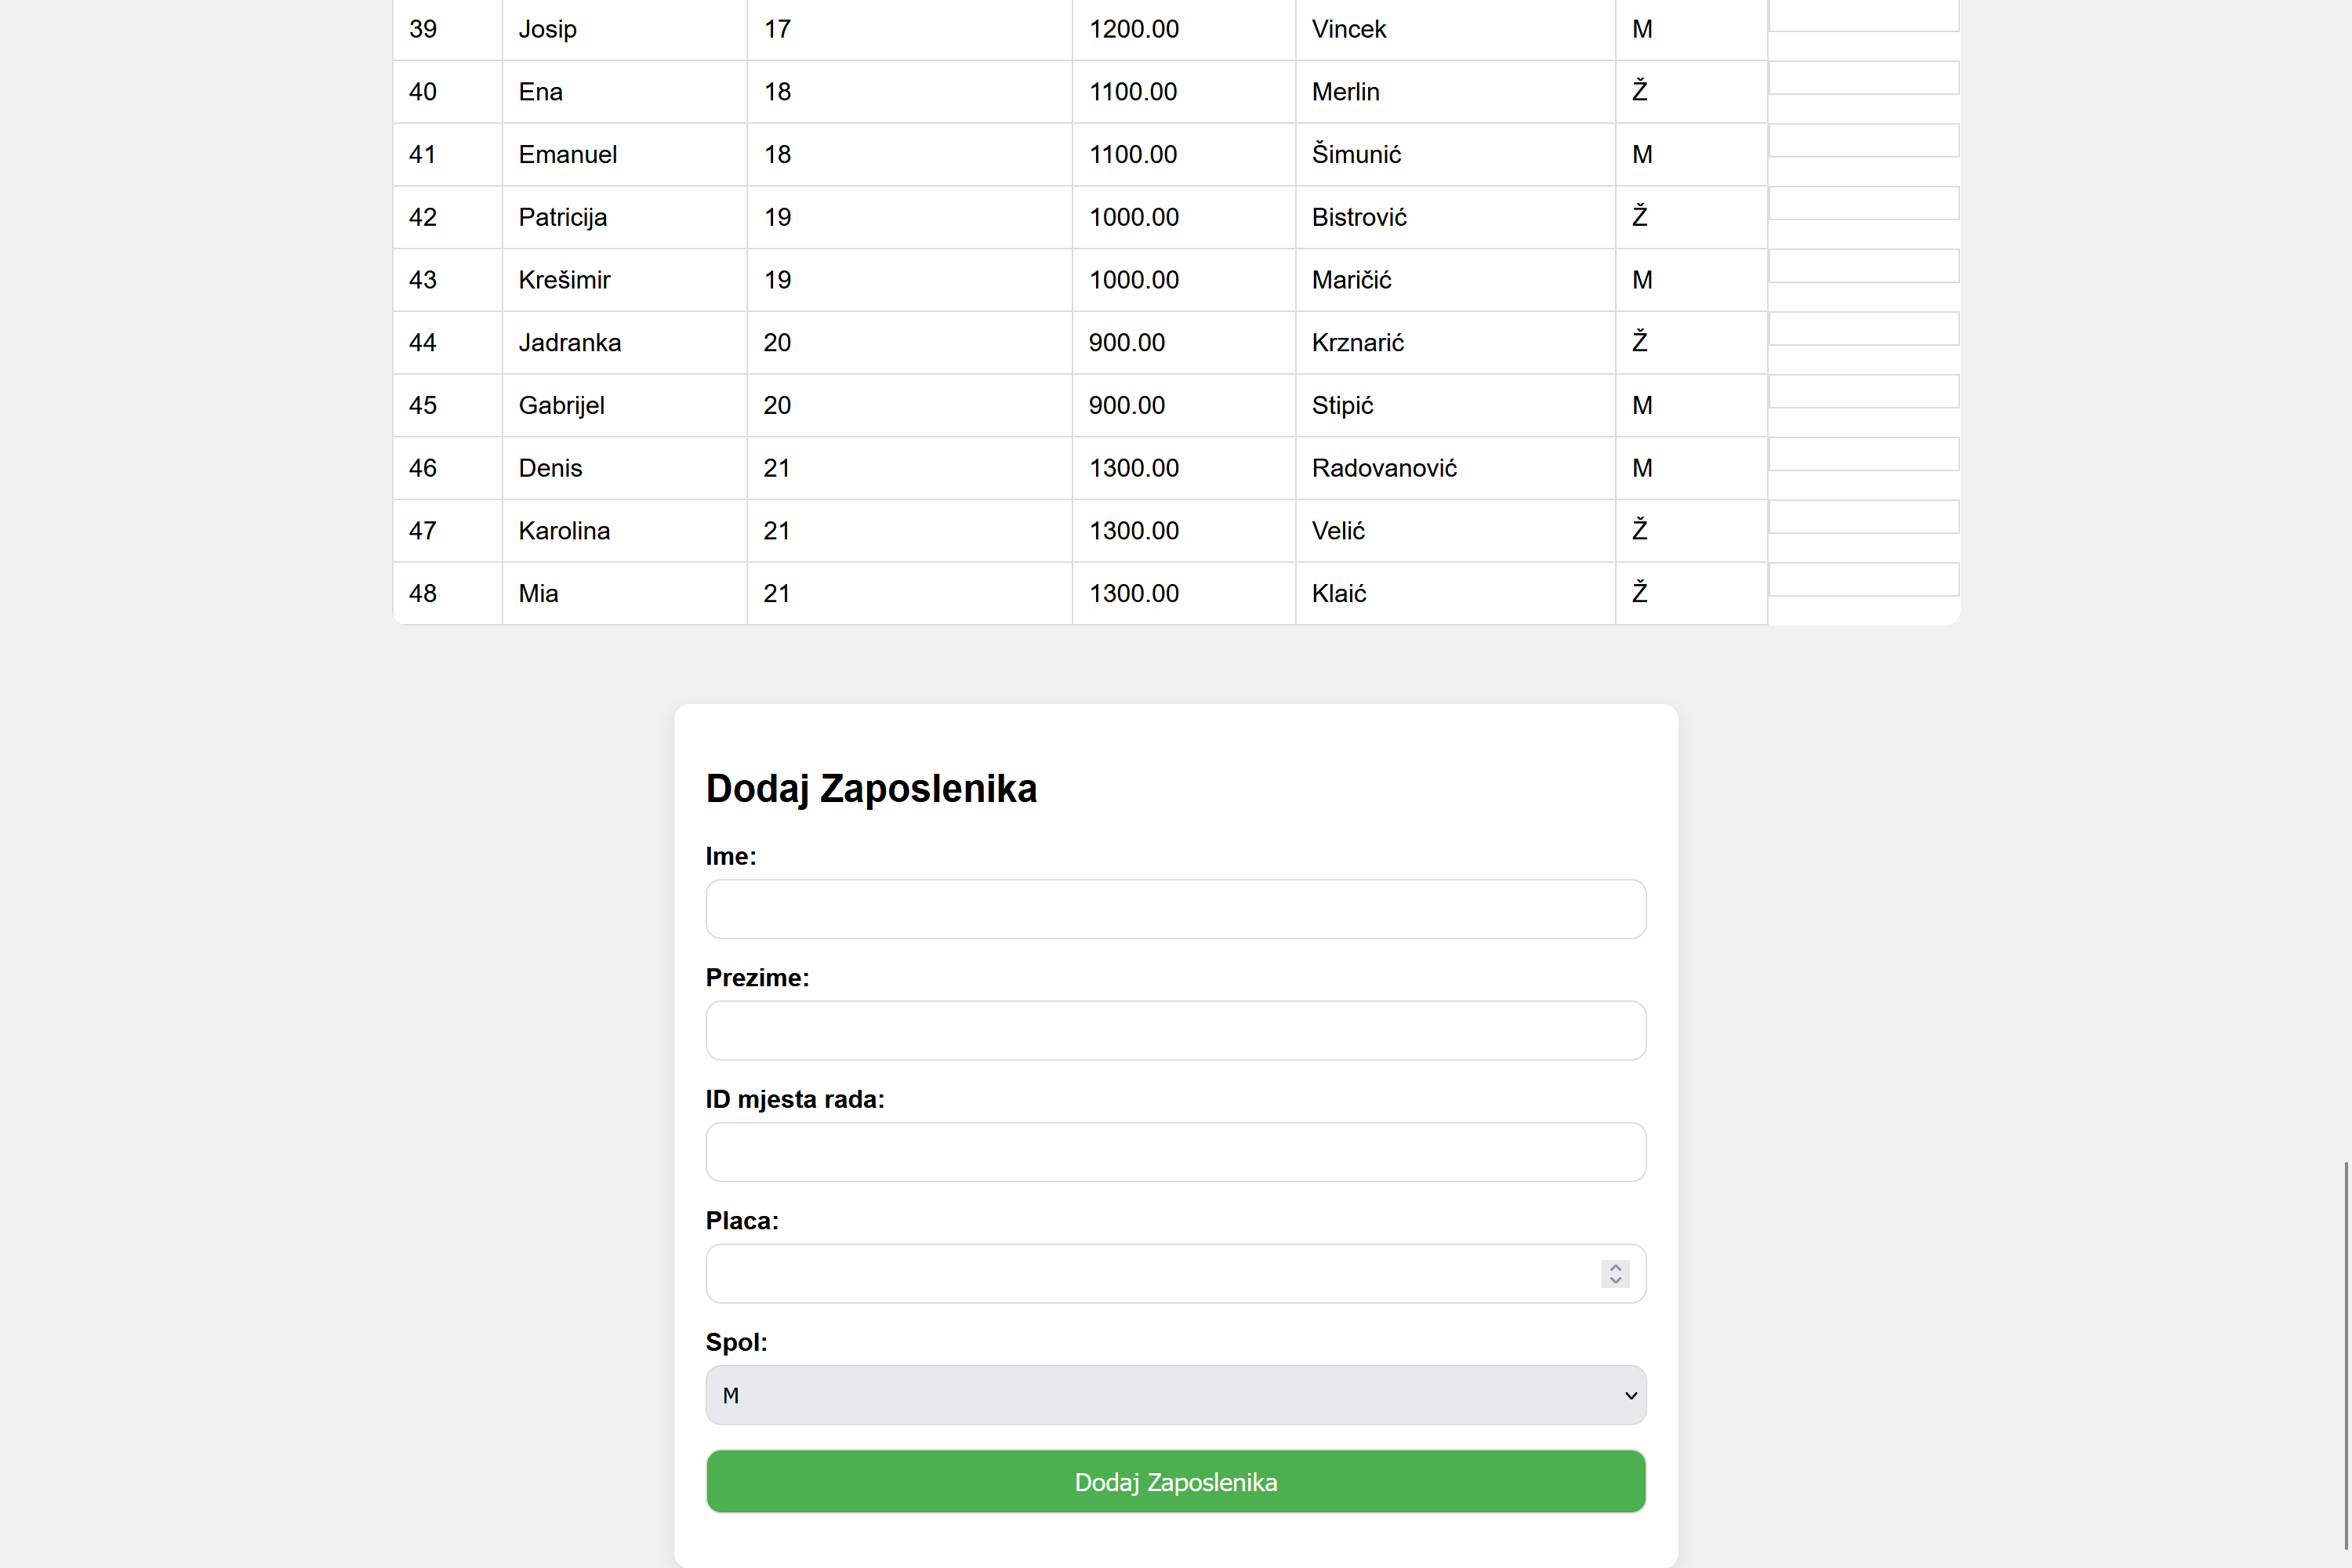 39 Josip 17 1200.00 Vincek M
40 Ena 18 1100.00 Merlin Ž
41 Emanuel 18 1100.00 Šimunić M
42 Patricija 19 1000.00 Bistrović Ž
43 Krešimir 19 1000.00 Maričić M
44 Jadranka 20 900.00 Krznarić Ž
45 Gabrijel 20 900.00 Stipić M
46 Denis 21 1300.00 Radovanović M
47 Karolina 21 1300.00 Velić Ž
48 Mia 21 1300.00 Klaić Ž
Dodaj Zaposlenika
Ime:
Prezime:
ID mjesta rada:
Placa:
Spol:
M
Dodaj Zaposlenika